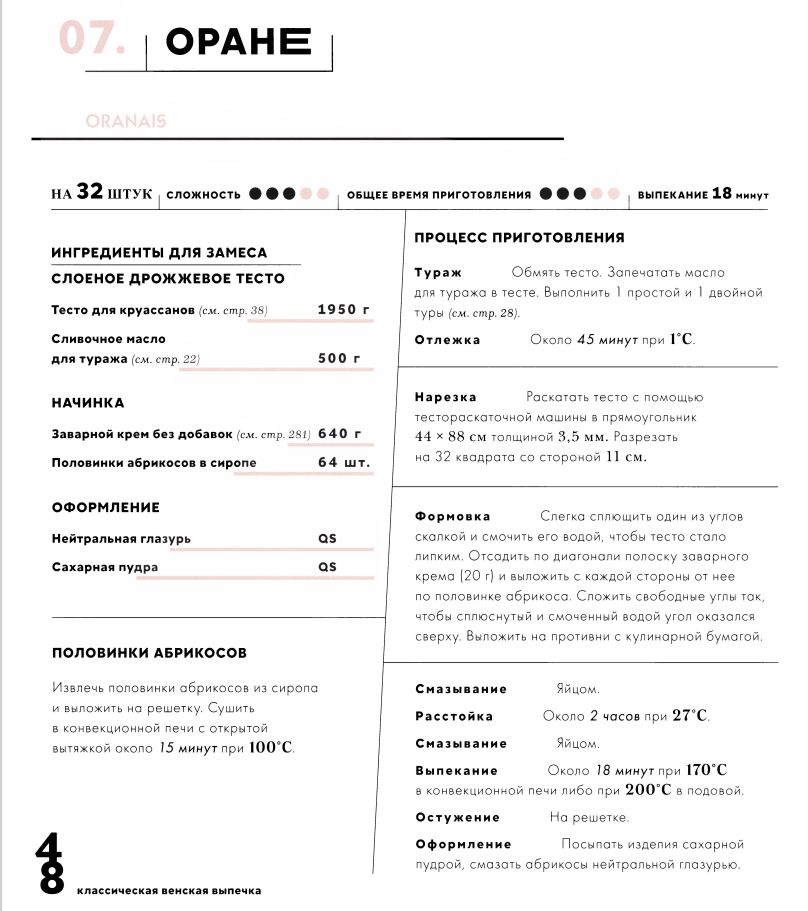 07. ОРАНЕ
ORANAIS
НА 32 ШТУК СЛОЖНОСТЬ ОБЩЕЕ ВРЕМЯ ПРИГОТОВЛЕНИЯ ВЫПЕКАНИЕ 18 минут
ИНГРЕДИЕНТЫ ДЛЯ ЗАМЕСА
СЛОЕНОЕ ДРОЖЖЕВОЕ ТЕСТО
Тесто для круассанов (см. стр. 38) 1950 г
Сливочное масло
для туража (см. стр. 22) 500 г
НАЧИНКА
Заварной крем без добавок (см. стр. 281) 640 г
Половинки абрикосов в сиропе 64 шт.
ОФОРМЛЕНИЕ
Нейтральная глазурь QS
Сахарная пудра QS
ПОЛОВИНКИ АБРИКОСОВ
Извлечь половинки абрикосов из сиропа
и выложить на решетку. Сушить
в конвекционной печи с открытой
вытяжкой около 15 минут при 100°С.
ПРОЦЕСС ПРИГОТОВЛЕНИЯ
Тураж Обмять тесто. Запечатать масло
для туража в тесте. Выполнить 1 простой и 1 двойной
туры (см. стр. 28).
Отлежка Около 45 минут при 1°С.
Нарезка Раскатать тесто с помощью
тестораскаточной машины в прямоугольник
44 × 88 см толщиной 3,5 мм. Разрезать
на 32 квадрата со стороной 11 см.
Формовка Слегка сплющить один из углов
скалкой и смочить его водой, чтобы тесто стало
липким. Отсадить по диагонали полоску заварного
крема (20 г) и выложить с каждой стороны от нее
по половинке абрикоса. Сложить свободные углы так,
чтобы сплюснутый и смоченный водой угол оказался
сверху. Выложить на противни с кулинарной бумагой.
Смазывание Яйцом.
Расстойка Около 2 часов при 27°С.
Смазывание Яйцом.
Выпекание Около 18 минут при 170°С
в конвекционной печи либо при 200°С в подовой.
Остужение На решетке.
Оформление Посыпать изделия сахарной
пудрой, смазать абрикосы нейтральной глазурью.
48 классическая венская выпечка